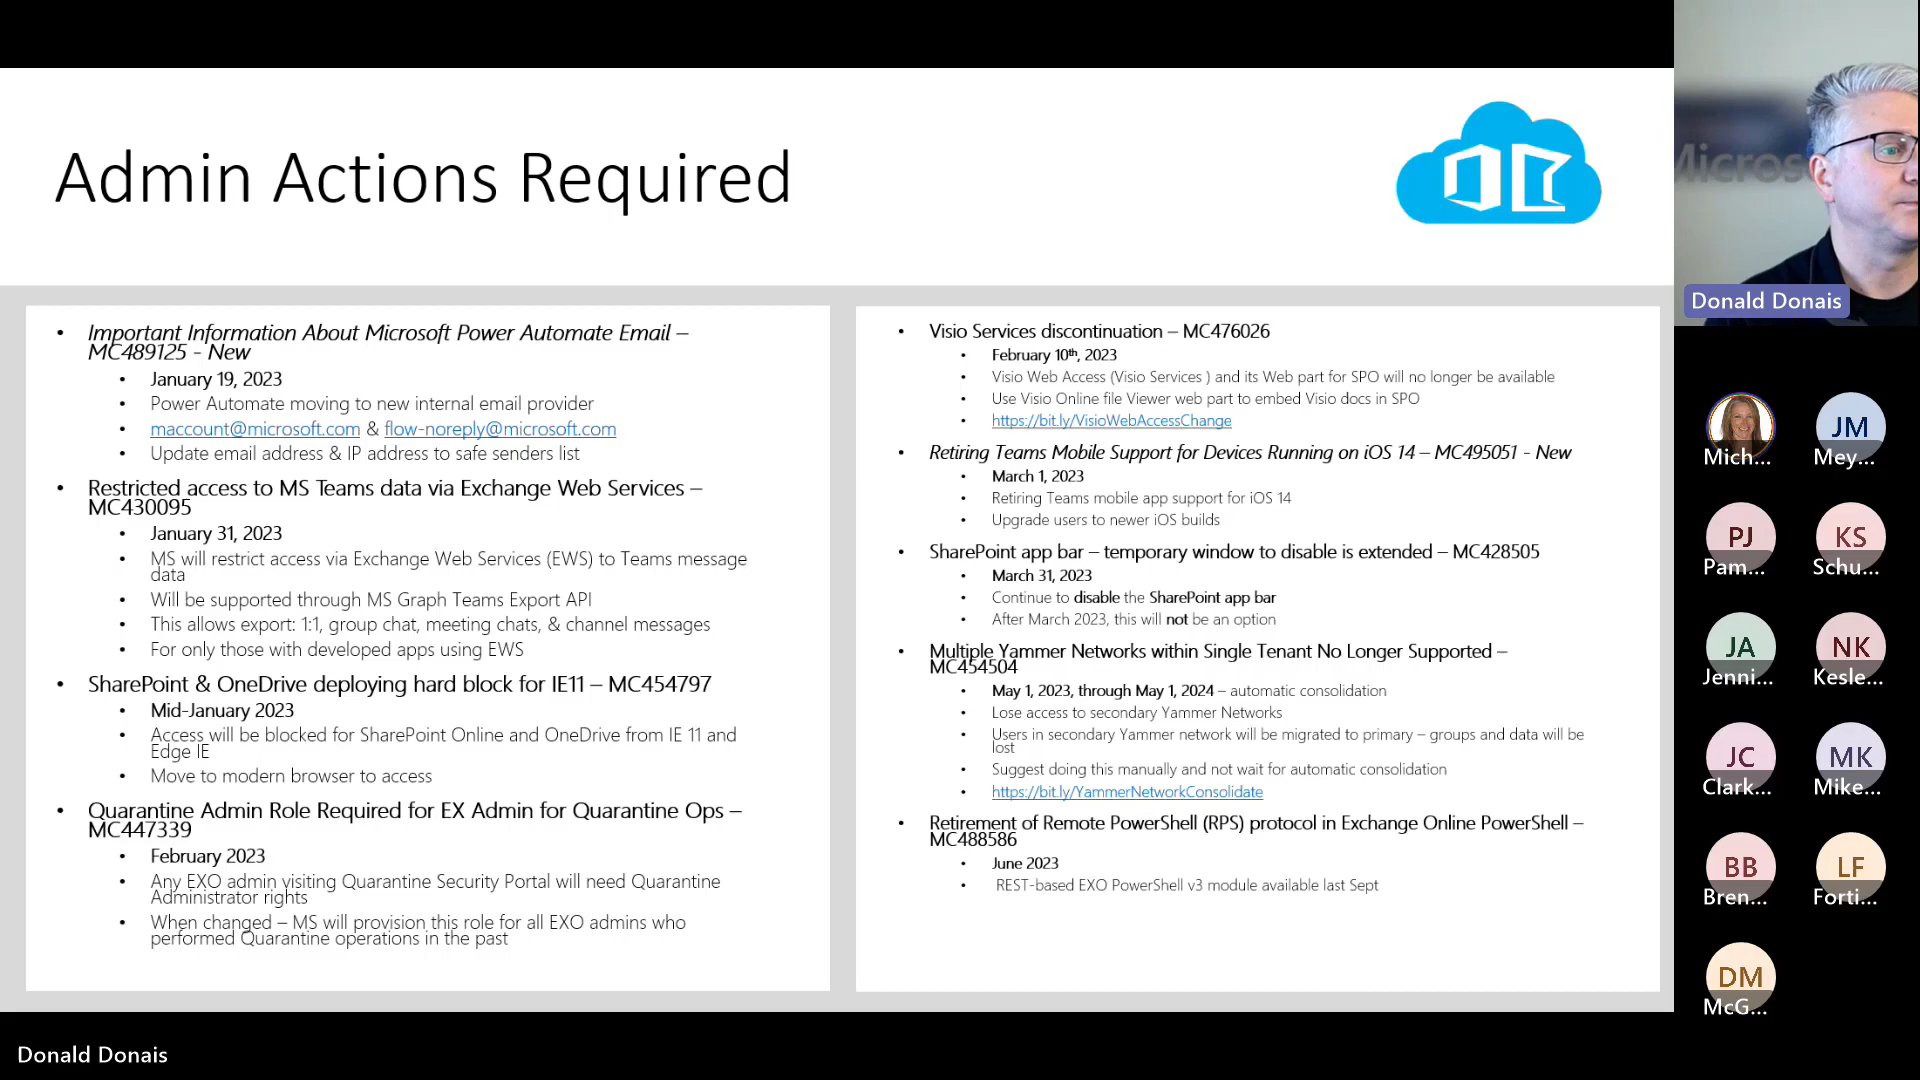 Admin Actions Required
• Important Information About Microsoft Power Automate Email –
MC489125 - New
• January 19, 2023
• Power Automate moving to new internal email provider
• maccount@microsoft.com & flow-noreply@microsoft.com
• Update email address & IP address to safe senders list
• Restricted access to MS Teams data via Exchange Web Services –
MC430095
• January 31, 2023
• MS will restrict access via Exchange Web Services (EWS) to Teams message
data
• Will be supported through MS Graph Teams Export API
• This allows export: 1:1, group chat, meeting chats, & channel messages
• For only those with developed apps using EWS
• SharePoint & OneDrive deploying hard block for IE11 – MC454797
• Mid-January 2023
• Access will be blocked for SharePoint Online and OneDrive from IE 11 and
Edge IE
• Move to modern browser to access
• Quarantine Admin Role Required for EX Admin for Quarantine Ops –
MC447339
• February 2023
• Any EXO admin visiting Quarantine Security Portal will need Quarantine
Administrator rights
• When changed – MS will provision this role for all EXO admins who
performed Quarantine operations in the past
• Visio Services discontinuation – MC476026
• February 10th, 2023
• Visio Web Access (Visio Services ) and its Web part for SPO will no longer be available
• Use Visio Online file Viewer web part to embed Visio docs in SPO
• https://bit.ly/VisioWebAccessChange
• Retiring Teams Mobile Support for Devices Running on iOS 14 – MC495051 - New
• March 1, 2023
• Retiring Teams mobile app support for iOS 14
• Upgrade users to newer iOS builds
• SharePoint app bar – temporary window to disable is extended – MC428505
• March 31, 2023
• Continue to disable the SharePoint app bar
• After March 2023, this will not be an option
• Multiple Yammer Networks within Single Tenant No Longer Supported –
MC454504
• May 1, 2023, through May 1, 2024 – automatic consolidation
• Lose access to secondary Yammer Networks
• Users in secondary Yammer network will be migrated to primary – groups and data will be
lost
• Suggest doing this manually and not wait for automatic consolidation
• https://bit.ly/YammerNetworkConsolidate
• Retirement of Remote PowerShell (RPS) protocol in Exchange Online PowerShell –
MC488586
• June 2023
• REST-based EXO PowerShell v3 module available last Sept
Micros
Donald Donais
JM
Mich... Mey...
PJ KS
Pam... Schu...
JA NK
Jenni... Kesle...
JC MK
Clark... Mike...
BB LF
Bren... Forti...
DM
McG...
Donald Donais